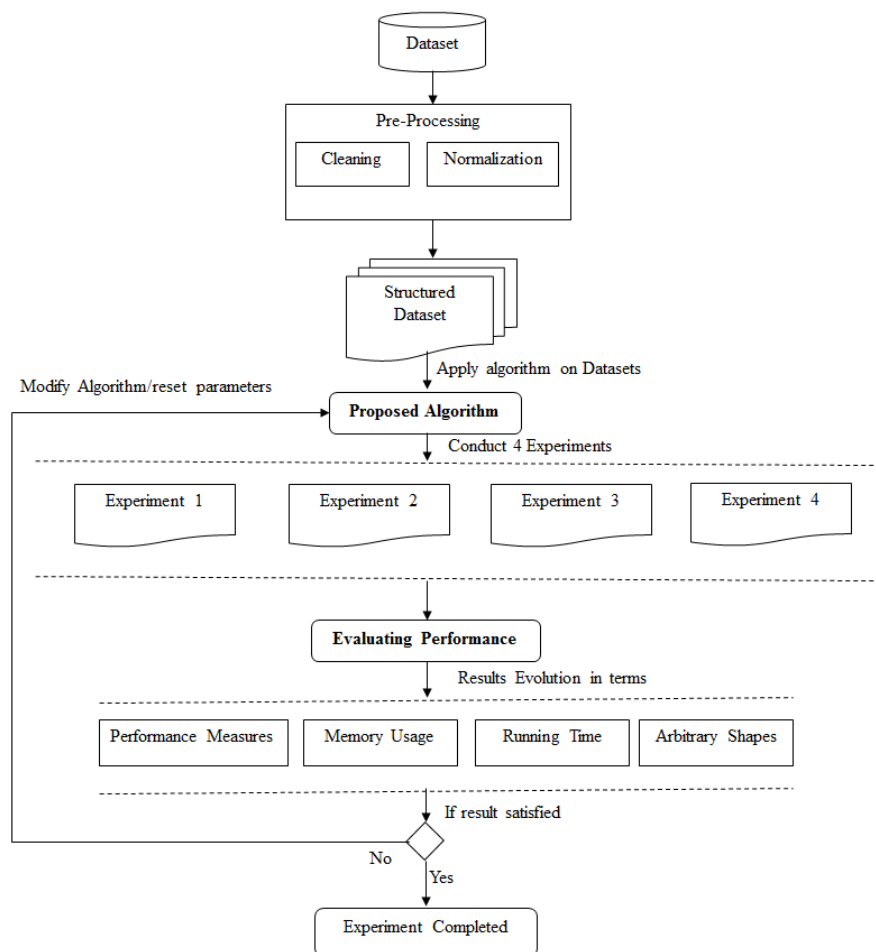 Dataset
Pre-Processing
Cleaning
Normalization
Structured
Dataset
Apply algorithm on Datasets
Modify Algorithm/reset parameters
Proposed Algorithm
Conduct 4 Experiments
Experiment 1
Experiment 2
Experiment 3
Experiment 4
Evaluating Performance
Results Evolution in terms
Performance Measures
Memory Usage
Running Time
Arbitrary Shapes
If result satisfied
No
Yes
Experiment Completed